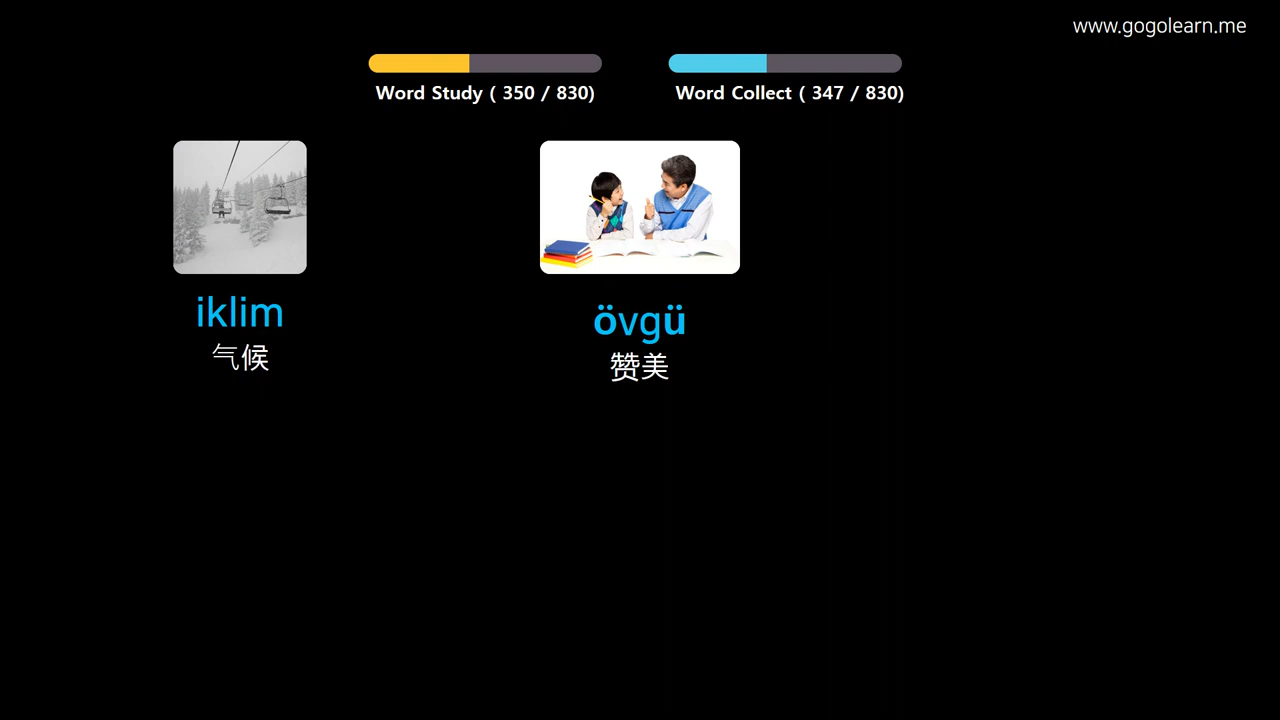 www.gogolearn.me
Word Study ( 350 / 830)
Word Collect ( 347 / 830)
iklim
气候
övgü
赞美